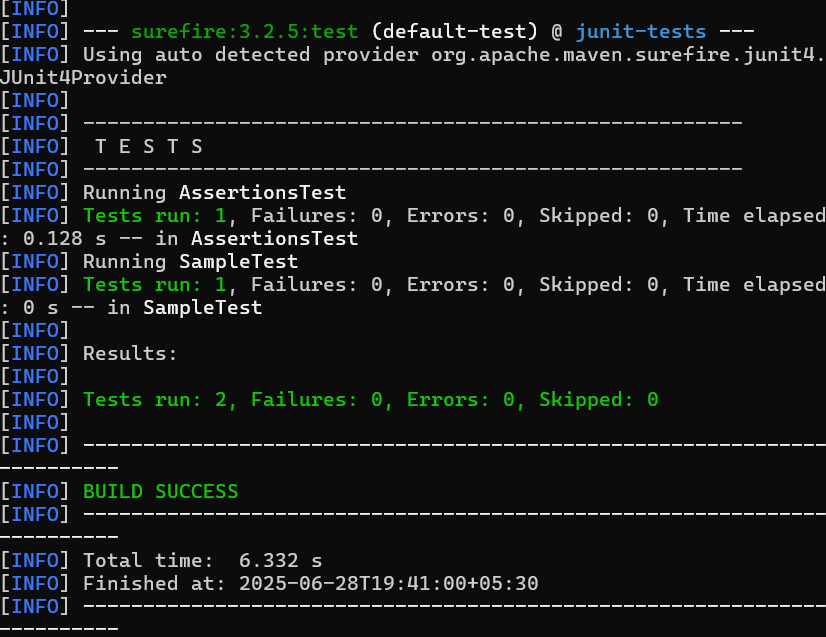 [INFO]
[INFO] --- surefire:3.2.5:test (default-test) @ junit-tests ---
[INFO] Using auto detected provider org.apache.maven.surefire.junit4.
JUnit4Provider
[INFO]
[INFO] -------------------------------------------------------
[INFO]  T E S T S
[INFO] -------------------------------------------------------
[INFO] Running AssertionsTest
[INFO] Tests run: 1, Failures: 0, Errors: 0, Skipped: 0, Time elapsed
: 0.128 s -- in AssertionsTest
[INFO] Running SampleTest
[INFO] Tests run: 1, Failures: 0, Errors: 0, Skipped: 0, Time elapsed
: 0 s -- in SampleTest
[INFO]
[INFO] Results:
[INFO]
[INFO] Tests run: 2, Failures: 0, Errors: 0, Skipped: 0
[INFO]
[INFO] --------------------------------------------------------------
----------
[INFO] BUILD SUCCESS
[INFO] --------------------------------------------------------------
----------
[INFO] Total time:  6.332 s
[INFO] Finished at: 2025-06-28T19:41:00+05:30
[INFO] --------------------------------------------------------------
----------